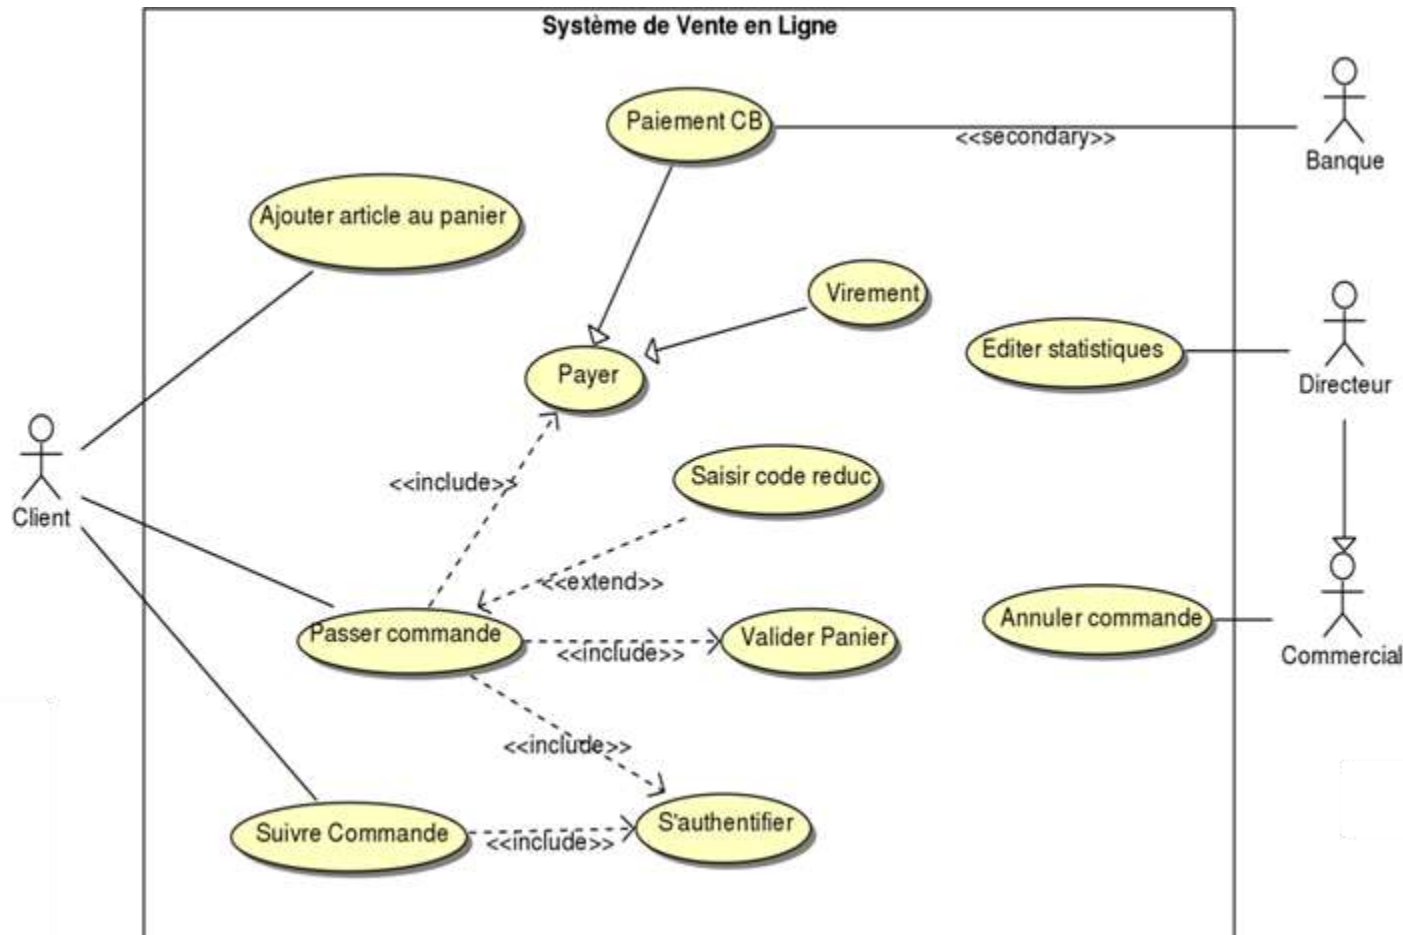 Système de Vente en Ligne
Paiement CB
<<secondary>>
Banque
Ajouter article au panier
Virement
Editer statistiques
Directeur
Payer
Client
<<include>>
Saisir code reduc
<<extend>>
Passer commande
<<include>>
Valider Panier
Annuler commande
Commercial
<<include>>
Suivre Commande
<<include>>
S'authentifier